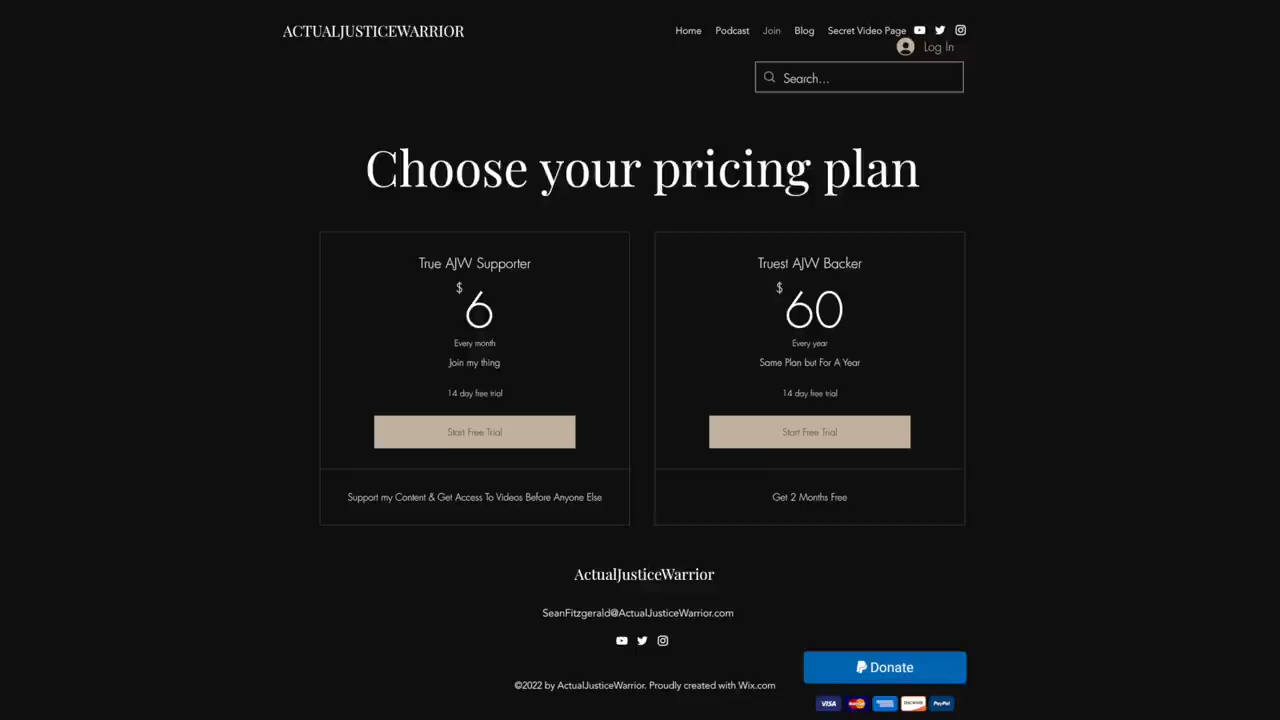 ACTUALJUSTICEWARRIOR
Home Podcast Join Blog Secret Video Page
Log In
Search...
Choose your pricing plan
True AJW Supporter
$ 6
Every month
Join my thing
14 day free trial
Start Free Trial
Support my Content & Get Access To Videos Before Anyone Else
Truest AJW Backer
$ 60
Every year
Same Plan but For A Year
14 day free trial
Start Free Trial
Get 2 Months Free
ActualJusticeWarrior
SeanFitzgerald@ActualJusticeWarrior.com
©2022 by ActualJusticeWarrior. Proudly created with Wix.com
Donate
VISA MasterCard DISCOVER PayPal